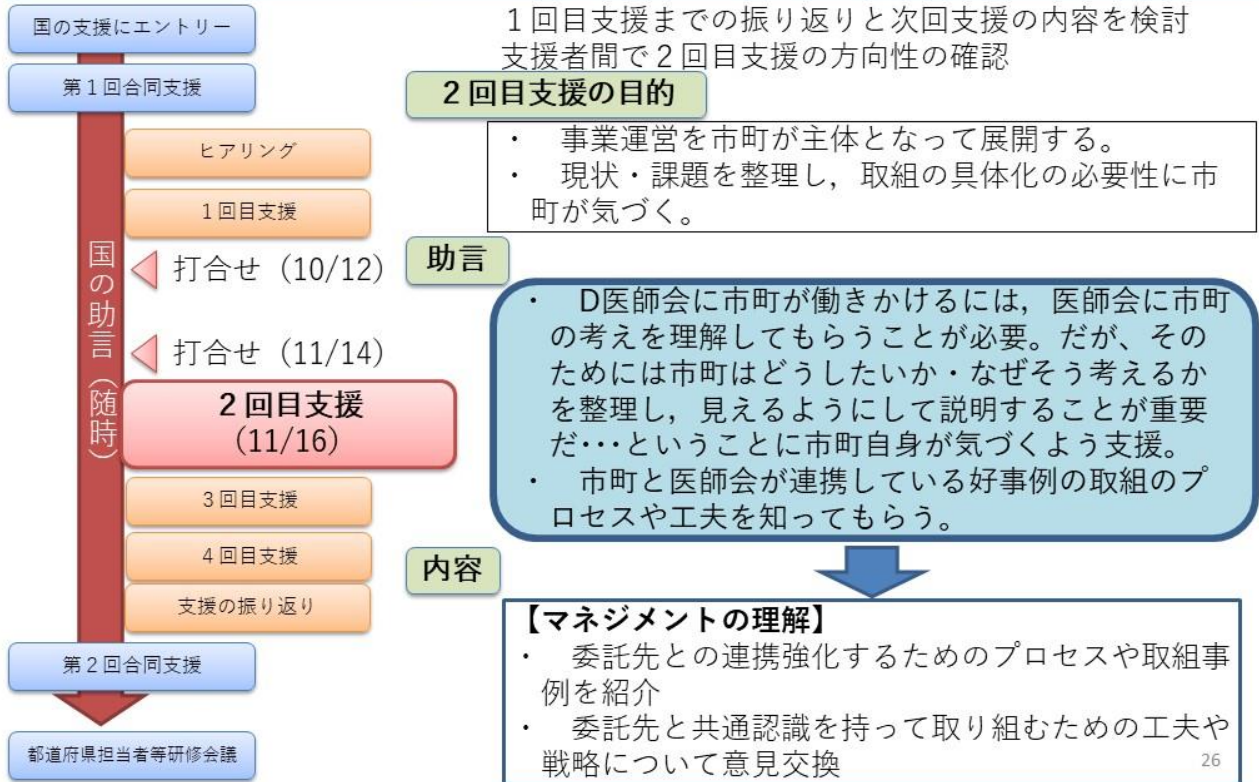 国の支援にエントリー
第1回合同支援
ヒアリング
1回目支援
国の助言（随時）
打合せ（10/12）
打合せ（11/14）
2回目支援
(11/16)
3回目支援
4回目支援
支援の振り返り
第2回合同支援
都道府県担当者等研修会議
1回目支援までの振り返りと次回支援の内容を検討
支援者間で2回目支援の方向性の確認
2回目支援の目的
・　事業運営を市町が主体となって展開する。
・　現状・課題を整理し，取組の具体化の必要性に市
町が気づく。
助言
・　D医師会に市町が働きかけるには，医師会に市町
の考えを理解してもらうことが必要。だが、その
ためには市町はどうしたいか・なぜそう考えるか
を整理し，見えるようにして説明することが重要
だ･･･ということに市町自身が気づくよう支援。
・　市町と医師会が連携している好事例の取組のプ
ロセスや工夫を知ってもらう。
内容
【マネジメントの理解】
・　委託先との連携強化するためのプロセスや取組事
例を紹介
・　委託先と共通認識を持って取り組むための工夫や
戦略について意見交換
26